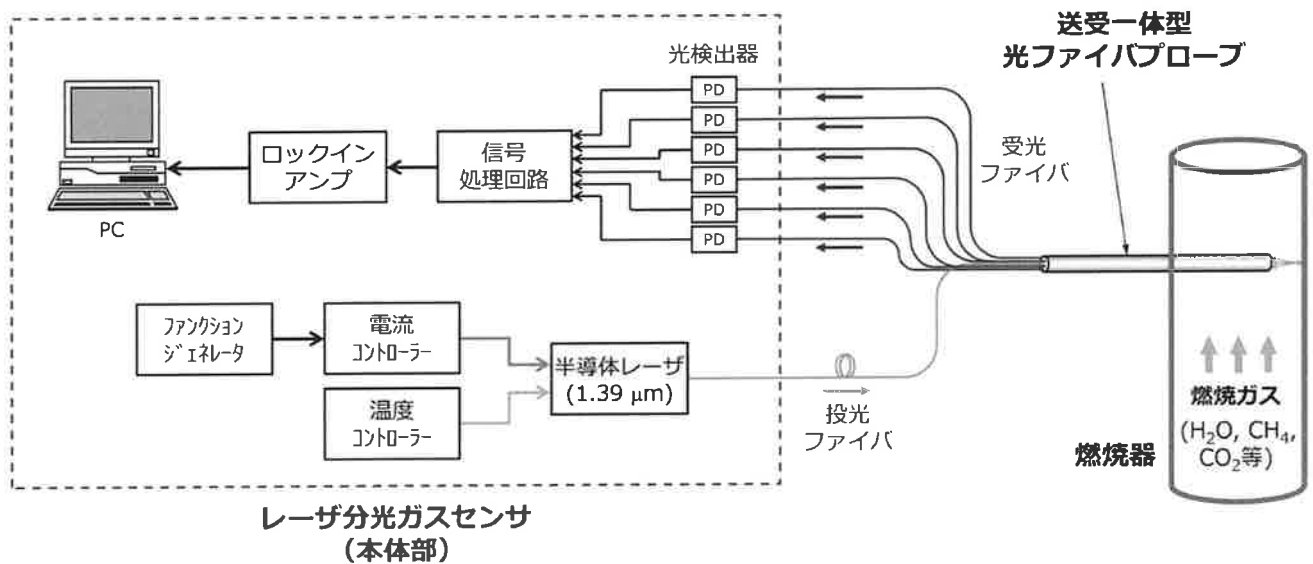 送受一体型
光ファイバプローブ
光検出器
PD
PD
PD
PD
PD
PD
受光
ファイバ
信号
処理回路
ロックイン
アンプ
PC
ﾌｧﾝｸｼｮﾝ
ｼﾞｪﾈﾚｰﾀ
電流
ｺﾝﾄﾛｰﾗｰ
温度
ｺﾝﾄﾛｰﾗｰ
半導体レーザ
(1.39 μm)
投光
ファイバ
燃焼ガス
(H₂O, CH₄,
CO₂等)
燃焼器
レーザ分光ガスセンサ
(本体部)